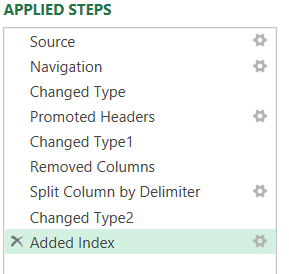 APPLIED STEPS
Source
Navigation
Changed Type
Promoted Headers
Changed Type1
Removed Columns
Split Column by Delimiter
Changed Type2
Added Index